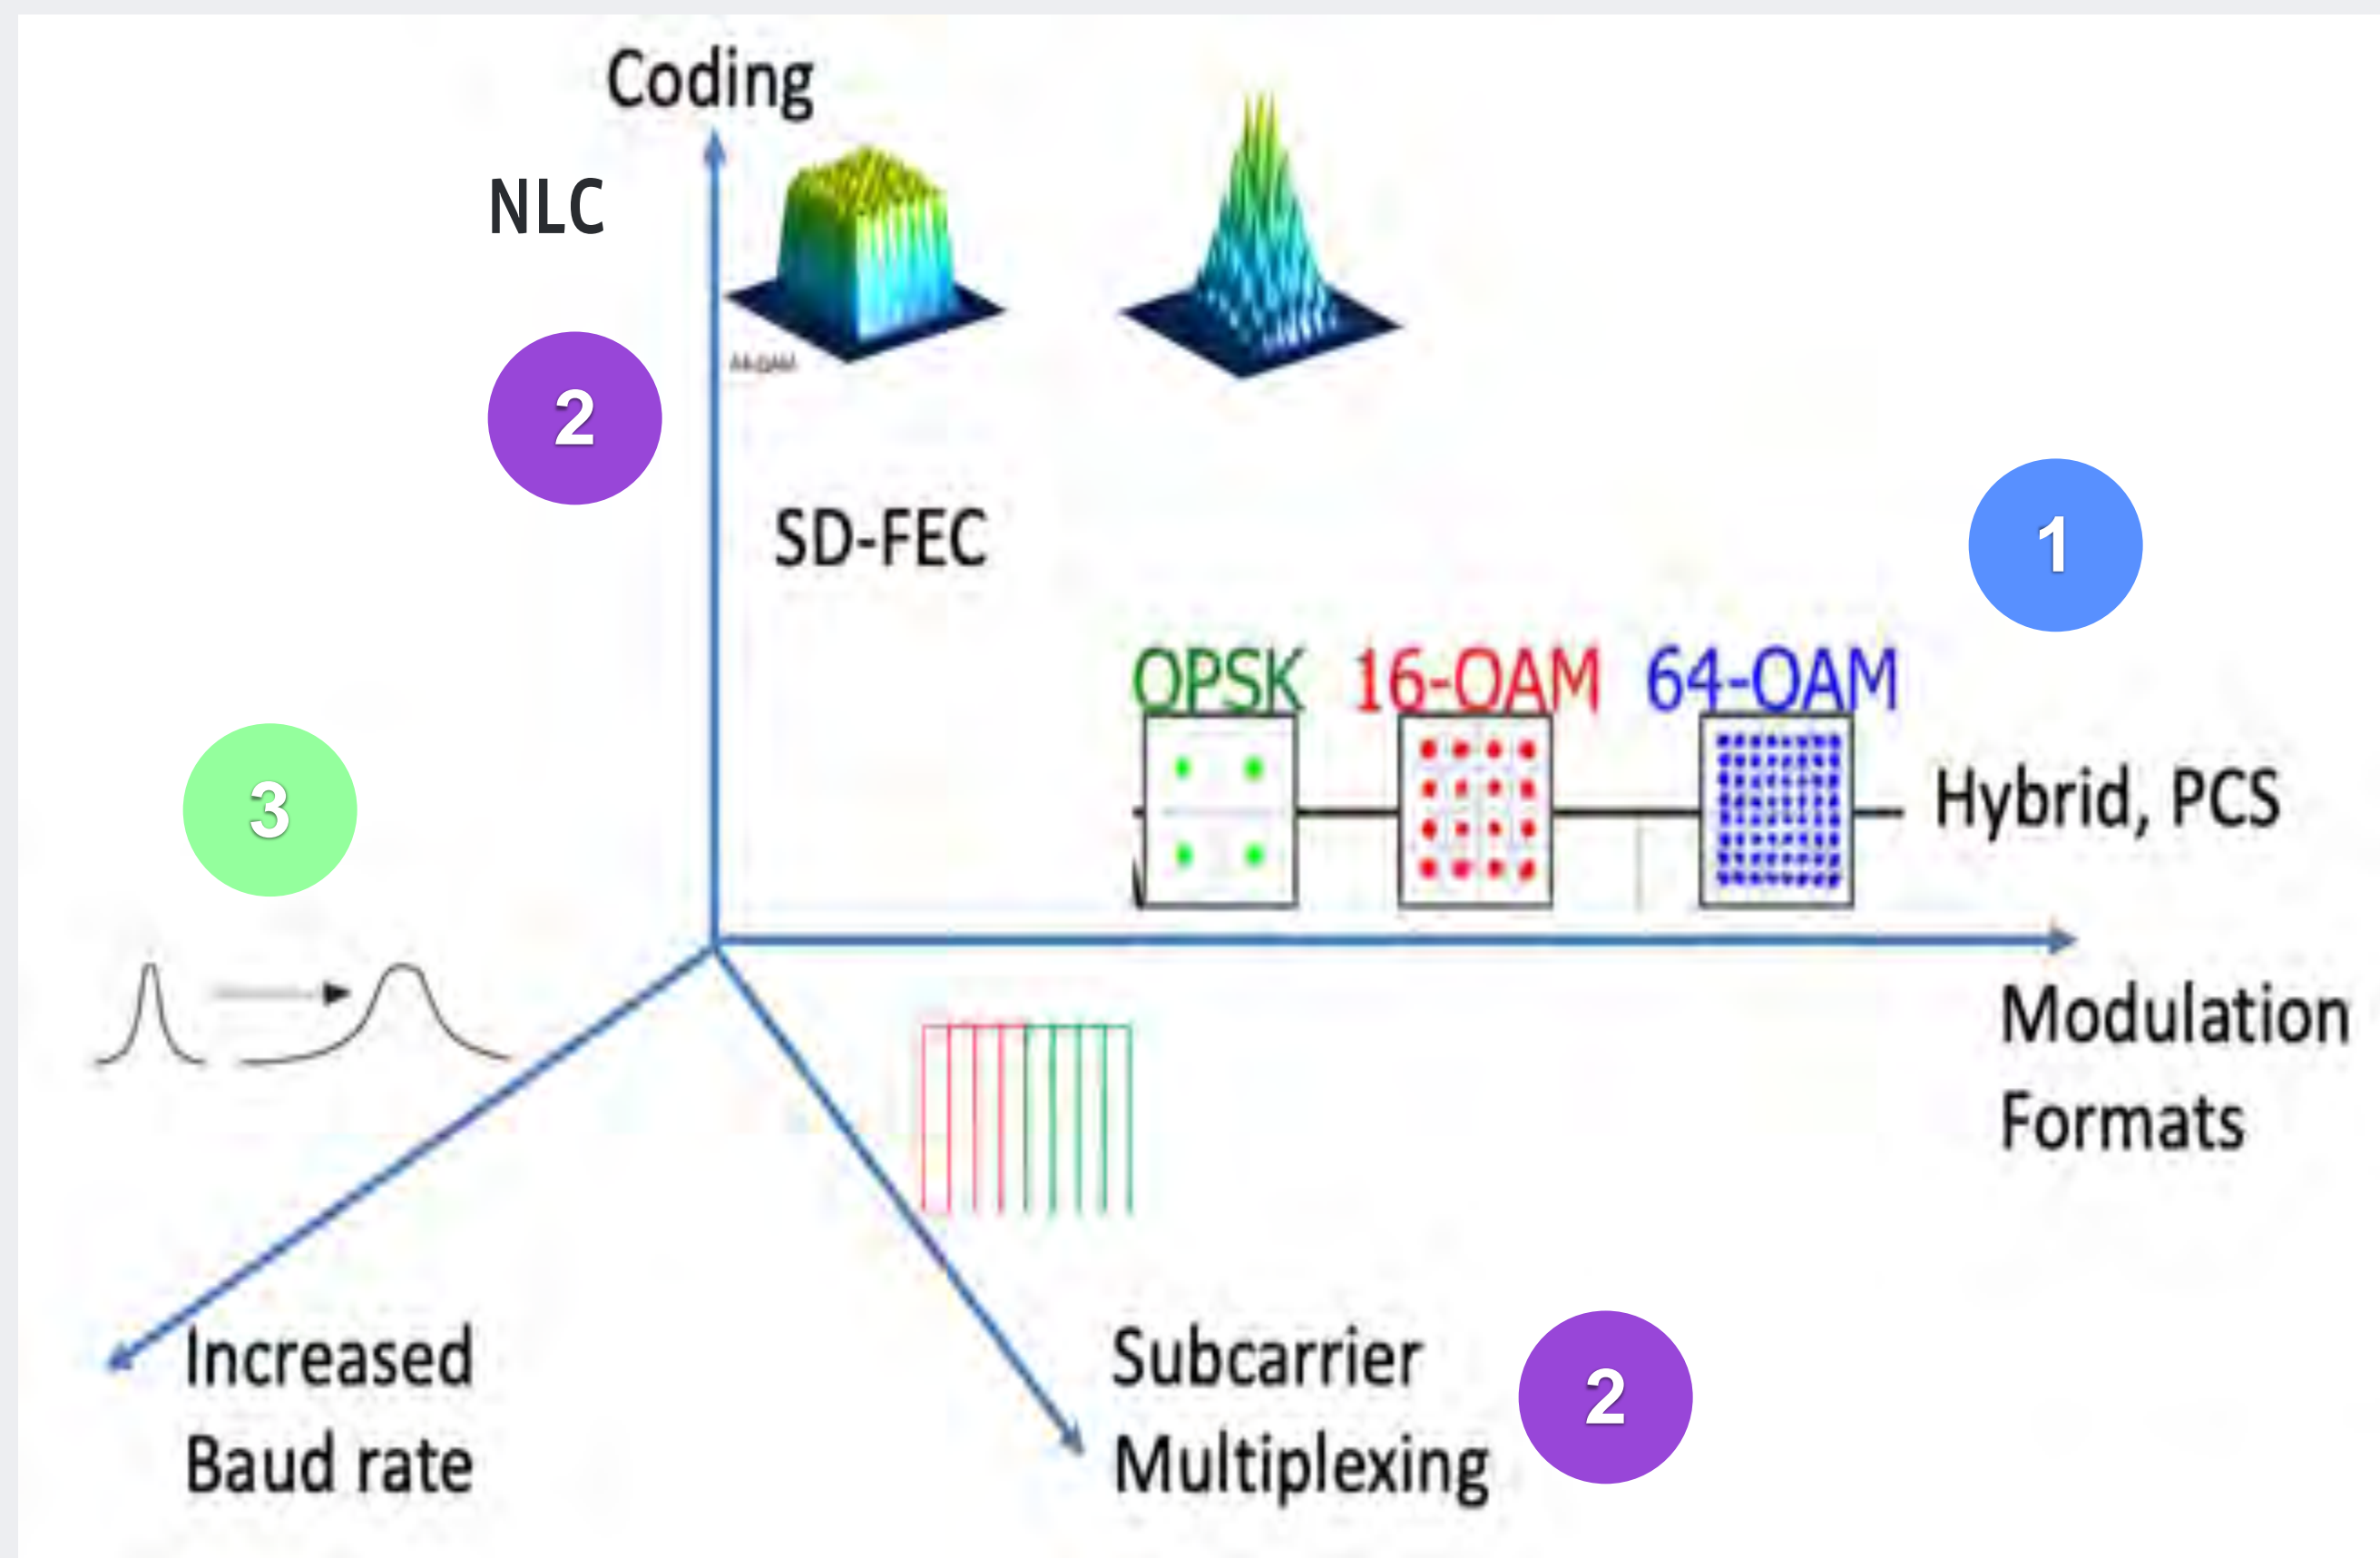 Coding
NLC
2
SD-FEC
1
QPSK 16-QAM 64-QAM
3
Hybrid, PCS
Modulation
Formats
Increased
Baud rate
Subcarrier
Multiplexing
2